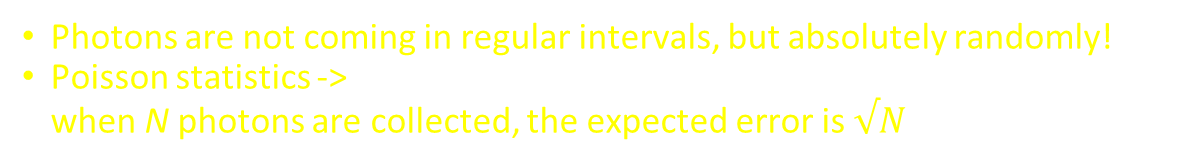 • Photons are not coming in regular intervals, but absolutely randomly!
• Poisson statistics ->
when N photons are collected, the expected error is √N